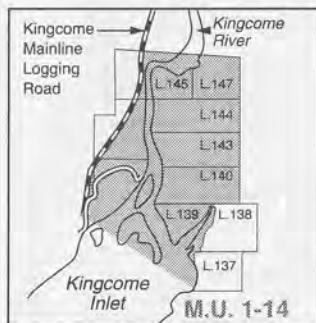 Kingcome
Mainline
Logging
Road
Kingcome
River
L.145
L.147
L.144
L.143
L.140
L.139
L.138
L.137
Kingcome
Inlet
M.U. 1-14